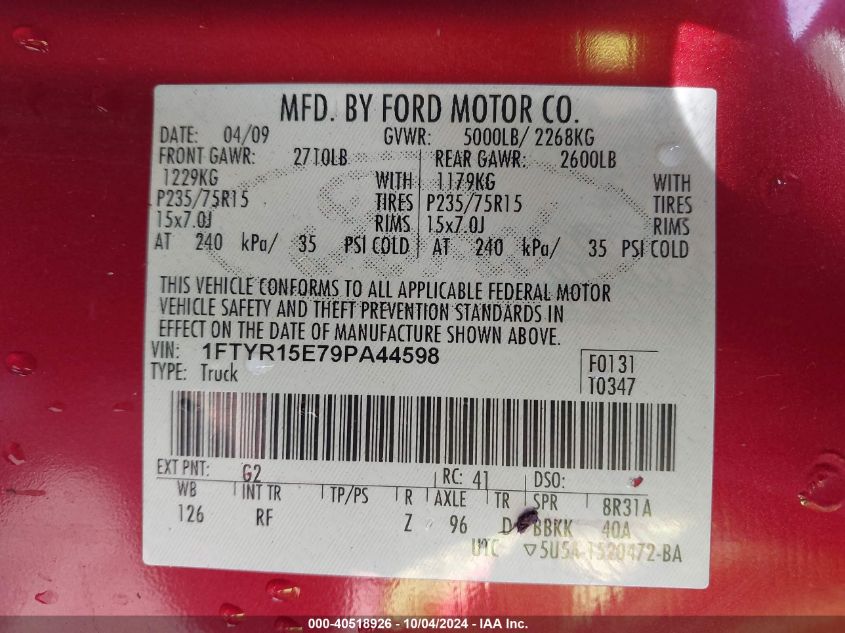 MFD. BY FORD MOTOR CO.
DATE: 04/09 GVWR: 5000LB/ 2268KG
FRONT GAWR: 2710LB REAR GAWR: 2600LB
1229KG WITH 1179KG WITH
P235/75R15 TIRES P235/75R15 TIRES
15x7.0J RIMS 15x7.0J RIMS
AT 240 kPa/ 35 PSI COLD AT 240 kPa/ 35 PSI COLD
THIS VEHICLE CONFORMS TO ALL APPLICABLE FEDERAL MOTOR
VEHICLE SAFETY AND THEFT PREVENTION STANDARDS IN
EFFECT ON THE DATE OF MANUFACTURE SHOWN ABOVE.
VIN: 1FTYR15E79PA44598 F0131
TYPE: Truck T0347
EXT PNT: G2 RC: 41 DSO:
WB INT TR TP/PS R AXLE TR SPR 8R31A
126 RF Z 96 D BBKK 40A
UTC ▽5U5A-1520472-BA
000-40518926 - 10/04/2024 - IAA Inc.